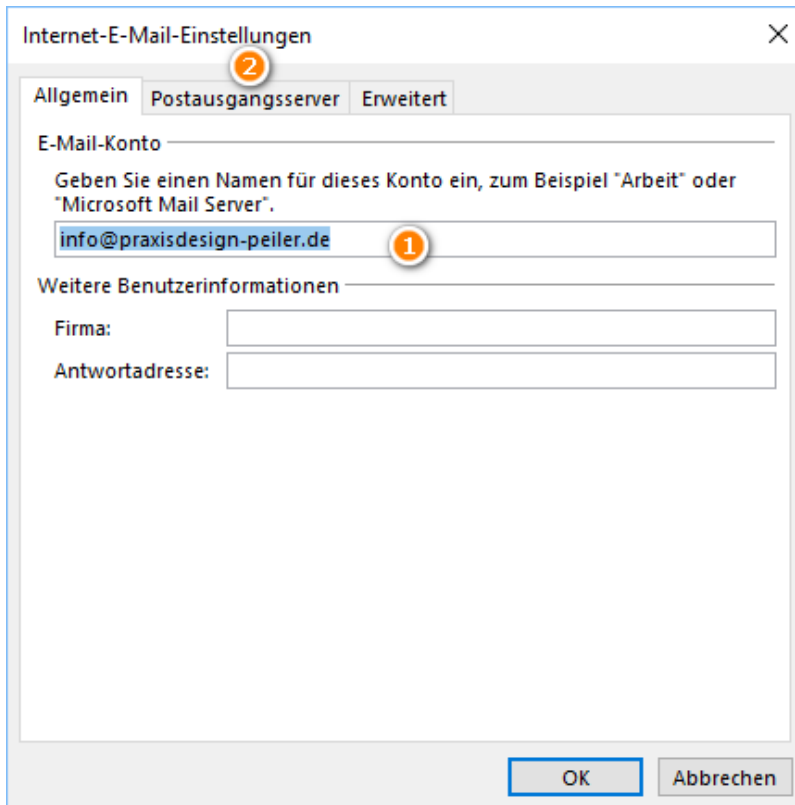 Internet-E-Mail-Einstellungen
2
Allgemein Postausgangsserver Erweitert
E-Mail-Konto
Geben Sie einen Namen für dieses Konto ein, zum Beispiel "Arbeit" oder
"Microsoft Mail Server".
info@praxisdesign-peiler.de 1
Weitere Benutzerinformationen
Firma:
Antwortadresse:
OK Abbrechen